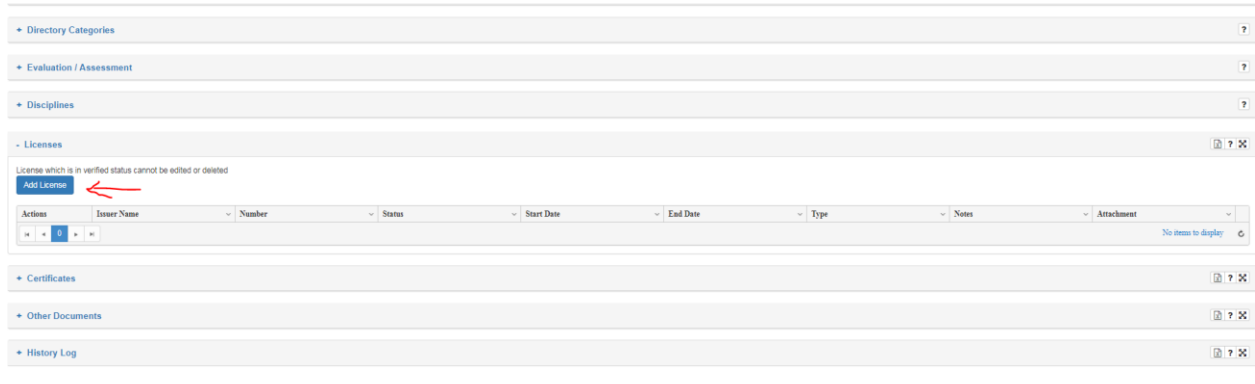 + Directory Categories ?
+ Evaluation / Assessment ?
+ Disciplines ?
- Licenses ?
License which is in verified status cannot be edited or deleted
Add License
Actions Issuer Name Number Status Start Date End Date Type Notes Attachment
0 No items to display
+ Certificates ?
+ Other Documents ?
+ History Log ?